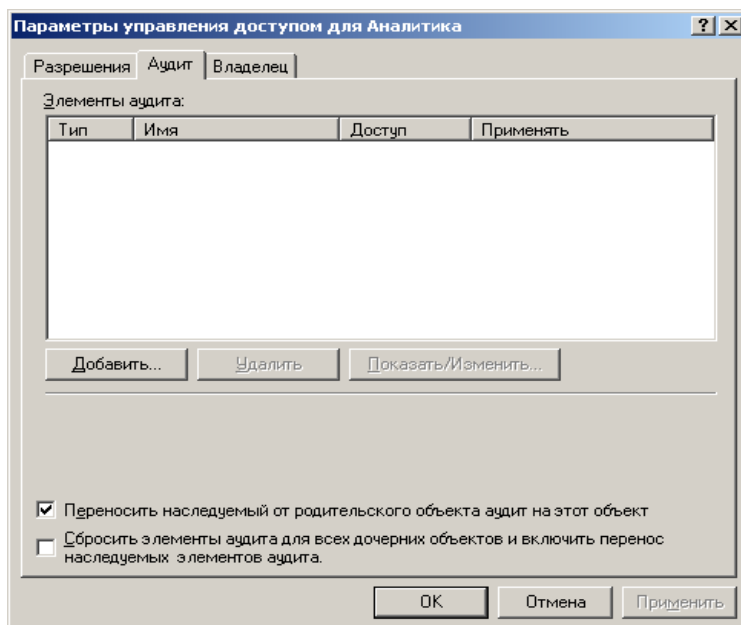 Параметры управления доступом для Аналитика
Разрешения Аудит Владелец
Элементы аудита:
Тип Имя Доступ Применять
Добавить... Удалить Показать/Изменить...
Переносить наследуемый от родительского объекта аудит на этот объект
Сбросить элементы аудита для всех дочерних объектов и включить перенос
наследуемых элементов аудита.
OK Отмена Применить